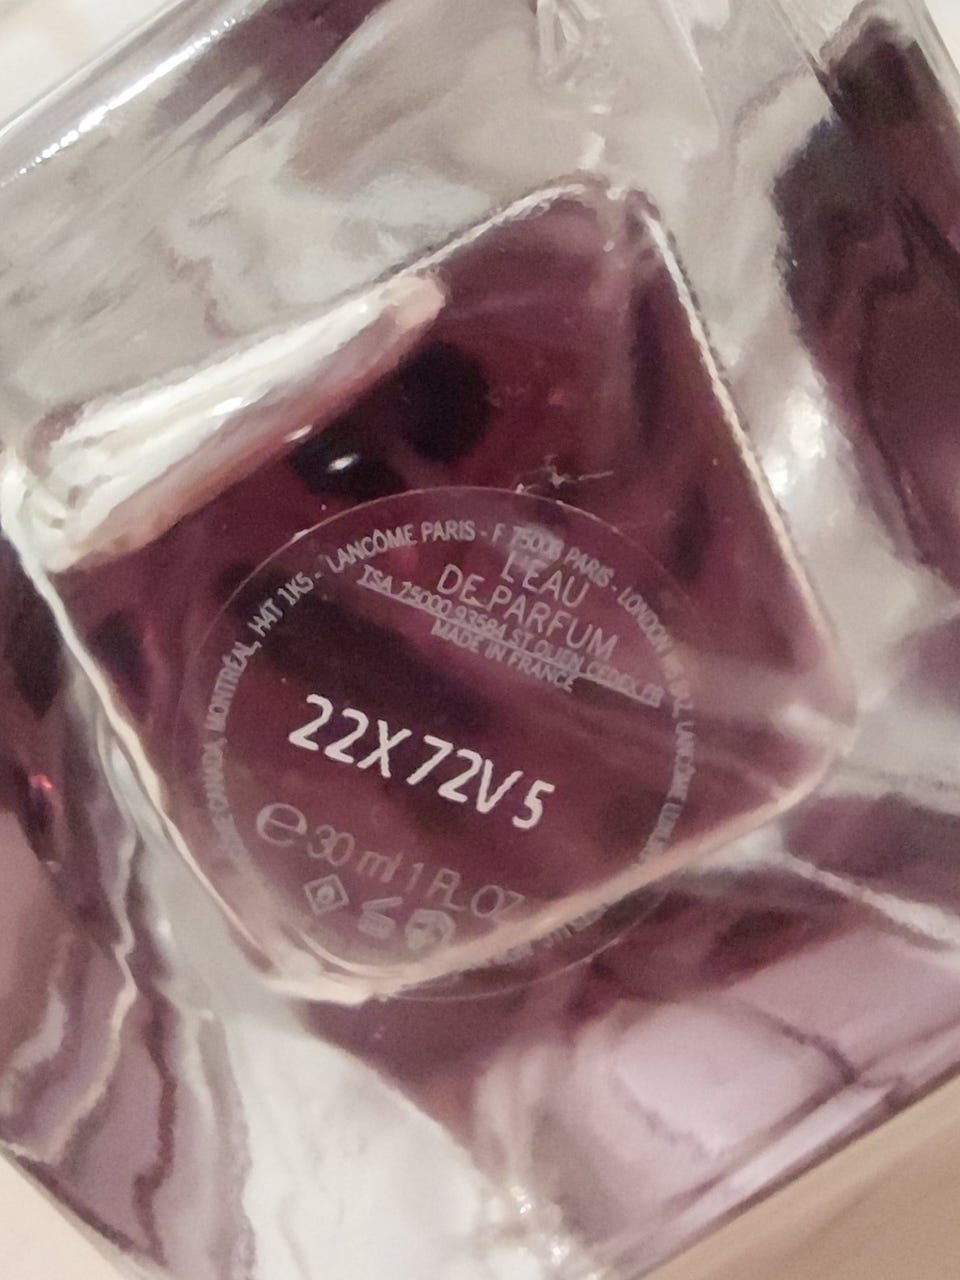 LANCÔME PARIS - F 75008 PARIS - LONDON
MONTRÉAL, H4T 1K5 -
L'EAU
DE PARFUM
TSA 75000 93584 ST OUEN CEDEX FR
MADE IN FRANCE
22X72V5
℮ 30 ml 1 FL.OZ